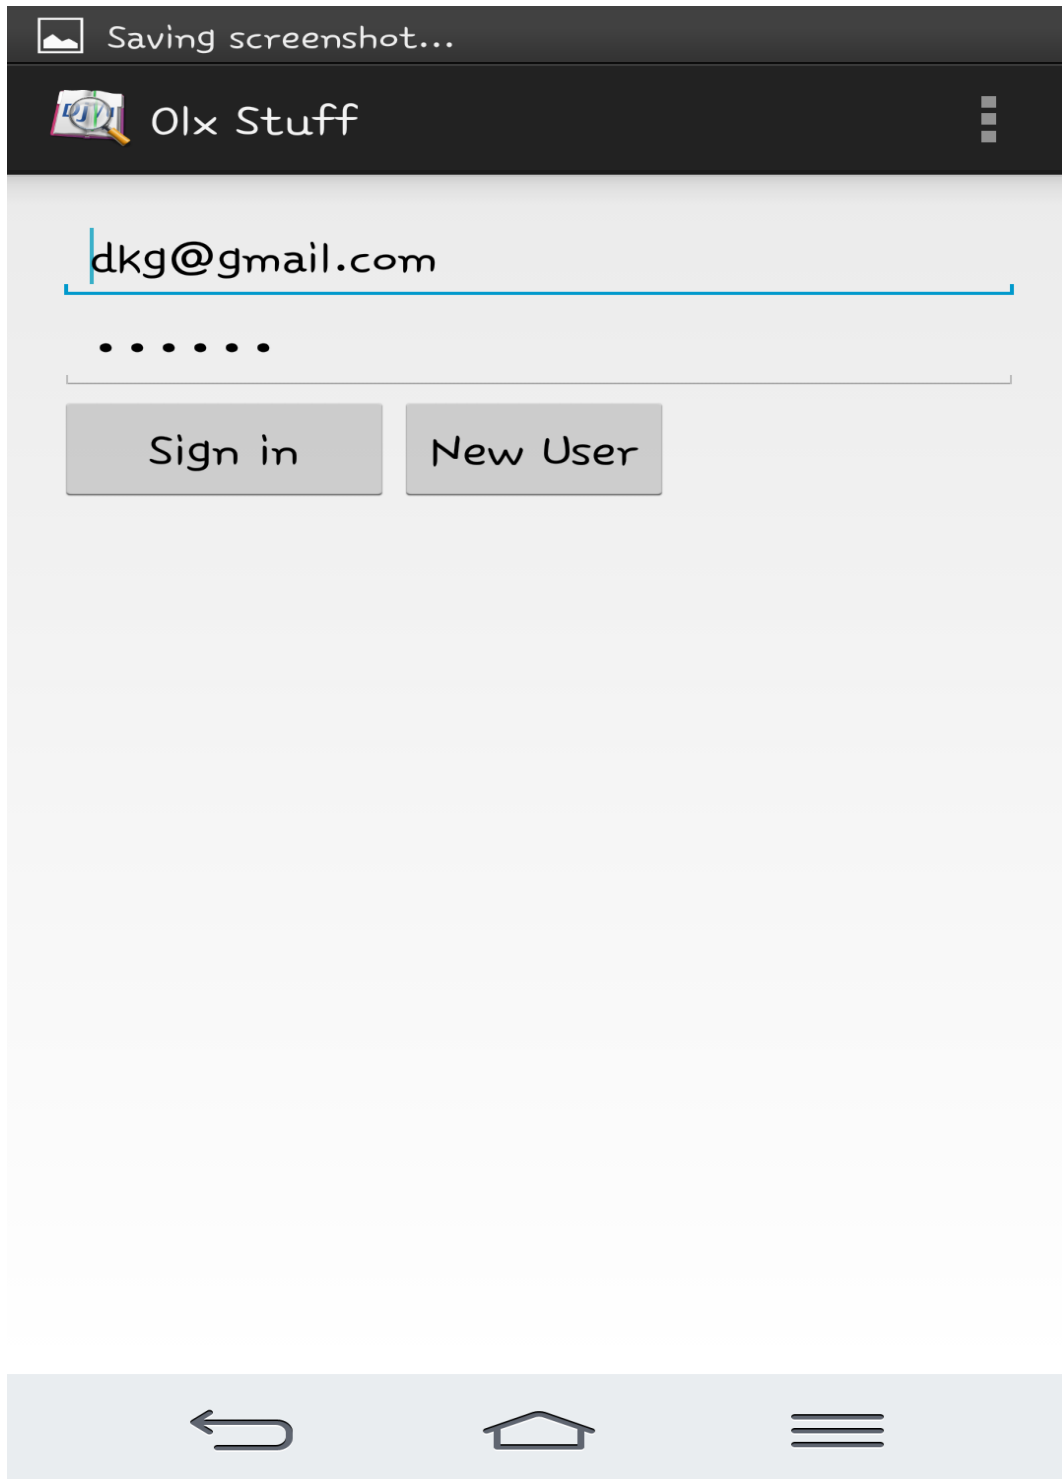 Saving screenshot...
Olx Stuff
dkg@gmail.com
••••••
Sign in
New User